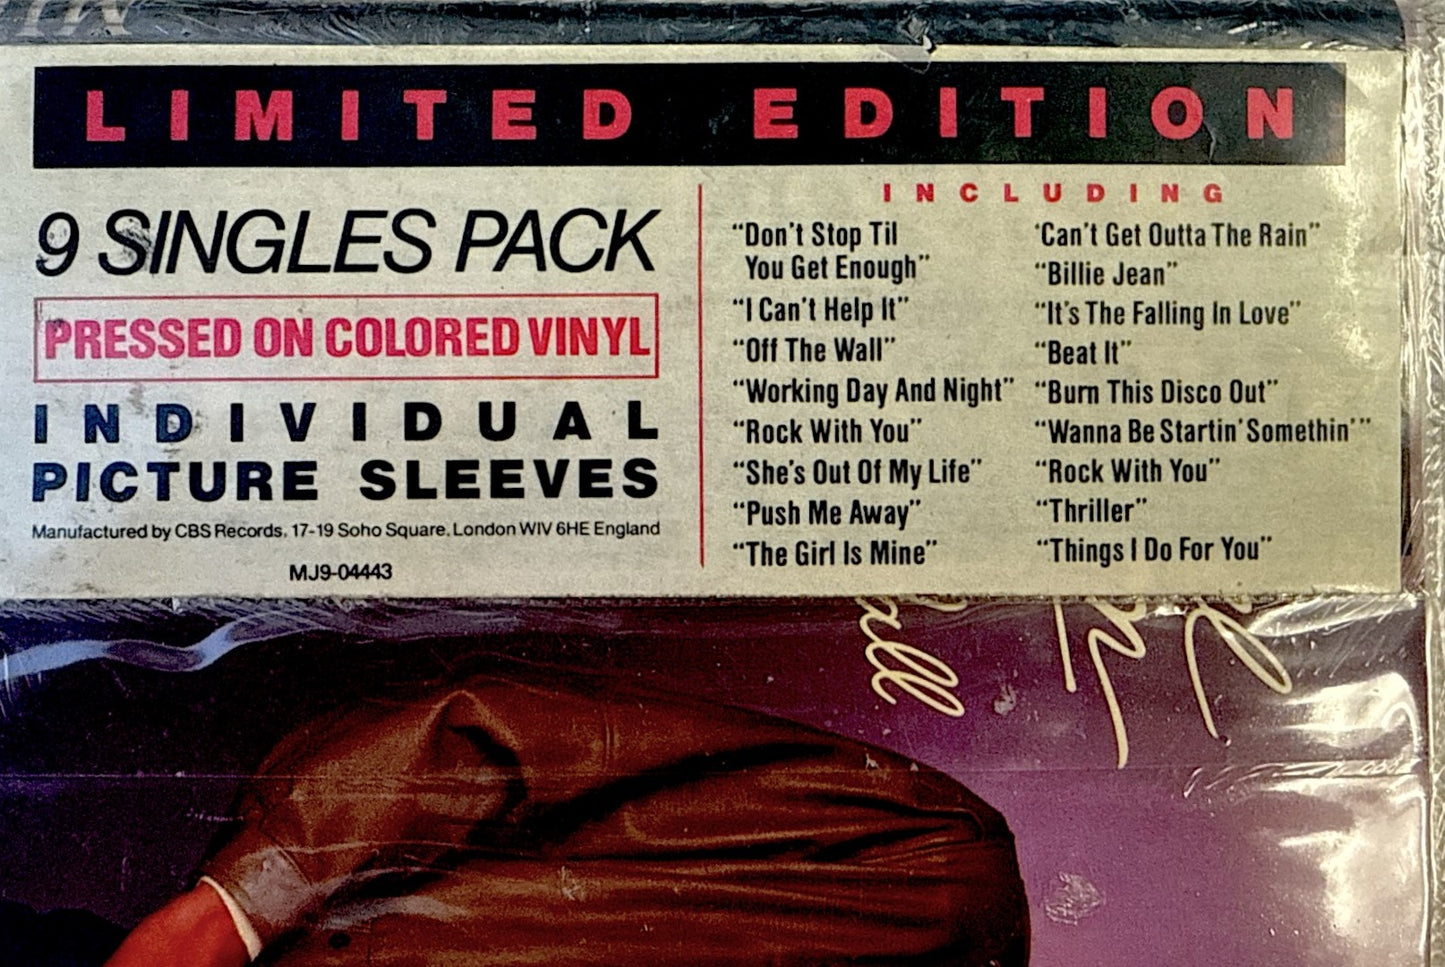 LIMITED EDITION
9 SINGLES PACK
PRESSED ON COLORED VINYL
INDIVIDUAL
PICTURE SLEEVES
Manufactured by CBS Records, 17-19 Soho Square, London WIV 6HE England
MJ9-04443
INCLUDING
“Don't Stop Til
You Get Enough”
“I Can't Help It”
“Off The Wall”
“Working Day And Night”
“Rock With You”
“She's Out Of My Life”
“Push Me Away”
“The Girl Is Mine”
'Can't Get Outta The Rain”
“Billie Jean”
“It's The Falling In Love”
“Beat It”
“Burn This Disco Out”
“Wanna Be Startin' Somethin'”
“Rock With You”
“Thriller”
“Things I Do For You”